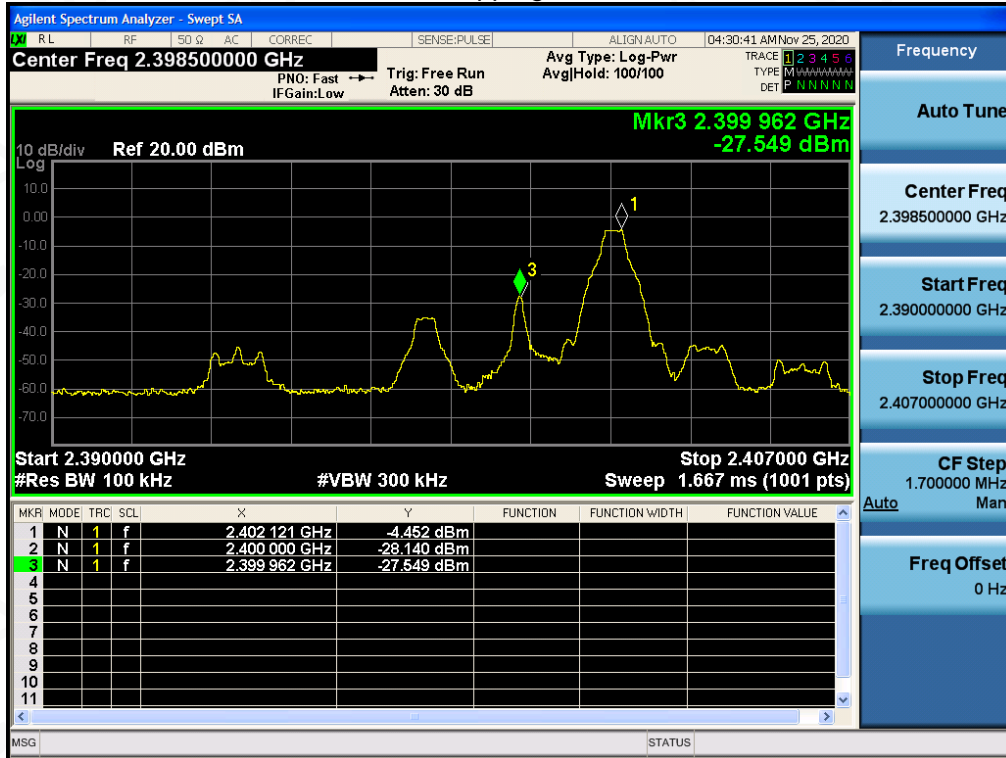 Agilent Spectrum Analyzer - Swept SA
LXI RL RF 50 Ω AC CORREC SENSE:PULSE ALIGN AUTO 04:30:41 AM Nov 25, 2020
Center Freq 2.398500000 GHz
PNO: Fast
IFGain:Low
Trig: Free Run
Atten: 30 dB
Avg Type: Log-Pwr
Avg|Hold: 100/100
TRACE 1 2 3 4 5 6
TYPE M WWWWW
DET P N N N N N
Mkr3 2.399 962 GHz
-27.549 dBm
10 dB/div Ref 20.00 dBm
Log
10.0
0.00
-10.0
-20.0
-30.0
-40.0
-50.0
-60.0
-70.0
1
3
Start 2.390000 GHz Stop 2.407000 GHz
#Res BW 100 kHz #VBW 300 kHz Sweep 1.667 ms (1001 pts)
MKR MODE TRC SCL X Y FUNCTION FUNCTION WIDTH FUNCTION VALUE
1 N 1 f 2.402 121 GHz -4.452 dBm
2 N 1 f 2.400 000 GHz -28.140 dBm
3 N 1 f 2.399 962 GHz -27.549 dBm
4
5
6
7
8
9
10
11
MSG STATUS
Frequency
Auto Tune
Center Freq
2.398500000 GHz
Start Freq
2.390000000 GHz
Stop Freq
2.407000000 GHz
CF Step
1.700000 MHz
Auto Man
Freq Offset
0 Hz